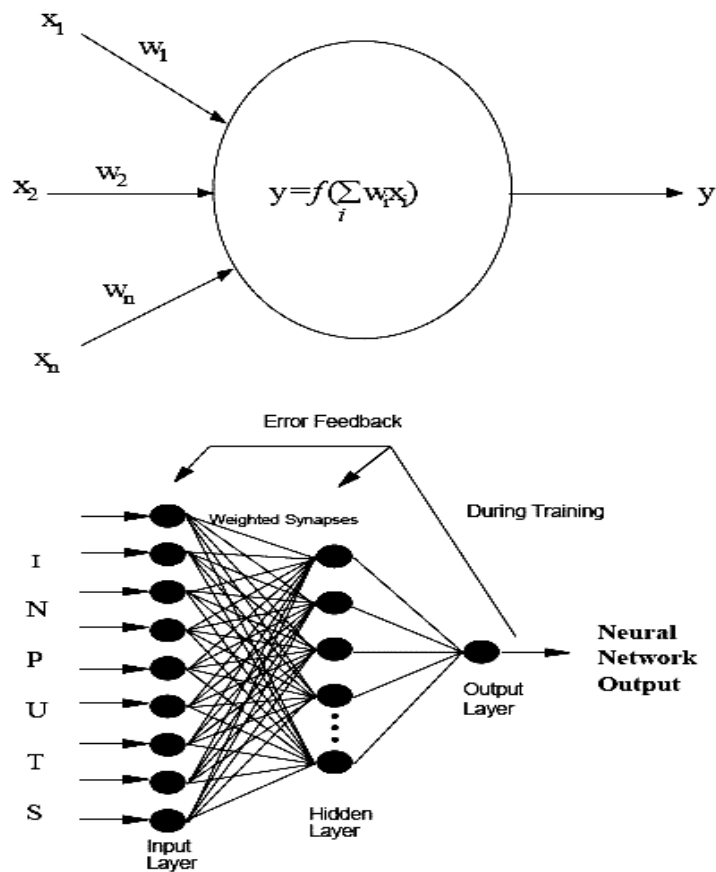 x₁
w₁
x₂
w₂
y=f(∑ᵢ wᵢxᵢ)
y
wₙ
xₙ
Error Feedback
Weighted Synapses
During Training
I
N
P
U
T
S
Neural
Network
Output
Output
Layer
Hidden
Layer
Input
Layer